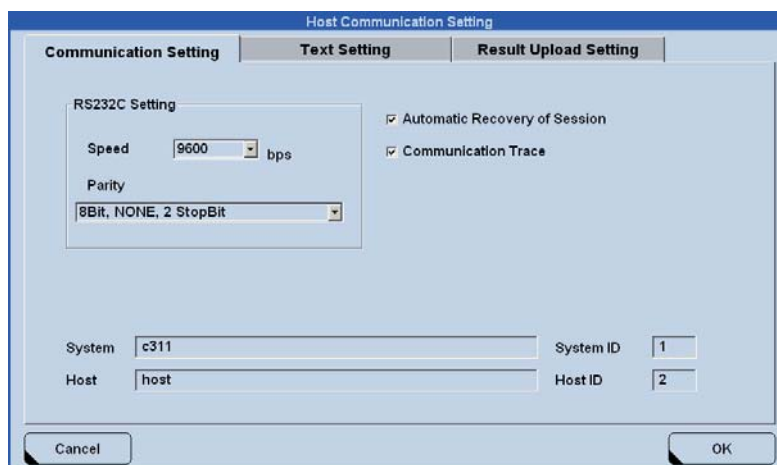 Host Communication Setting
Communication Setting Text Setting Result Upload Setting
RS232C Setting
Automatic Recovery of Session
Speed 9600 bps
Communication Trace
Parity
8Bit, NONE, 2 StopBit
System c311 System ID 1
Host host Host ID 2
Cancel OK